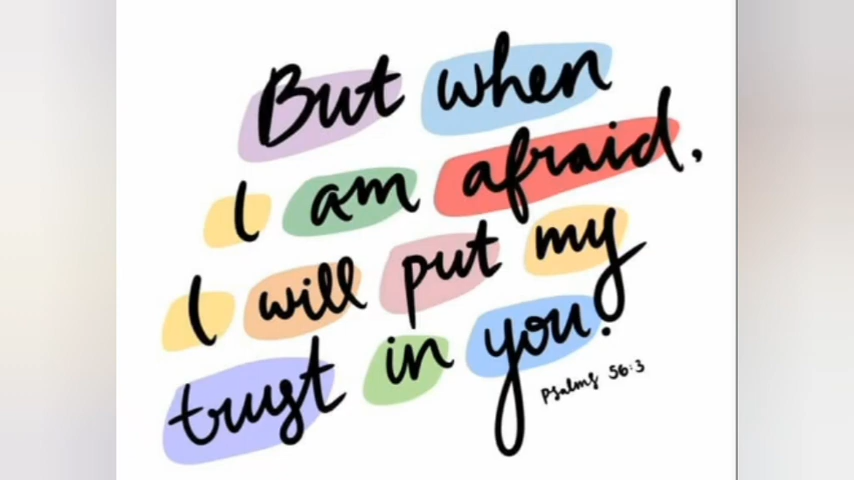 But when
I am afraid,
I will put my
trust in you.
Psalms 56:3